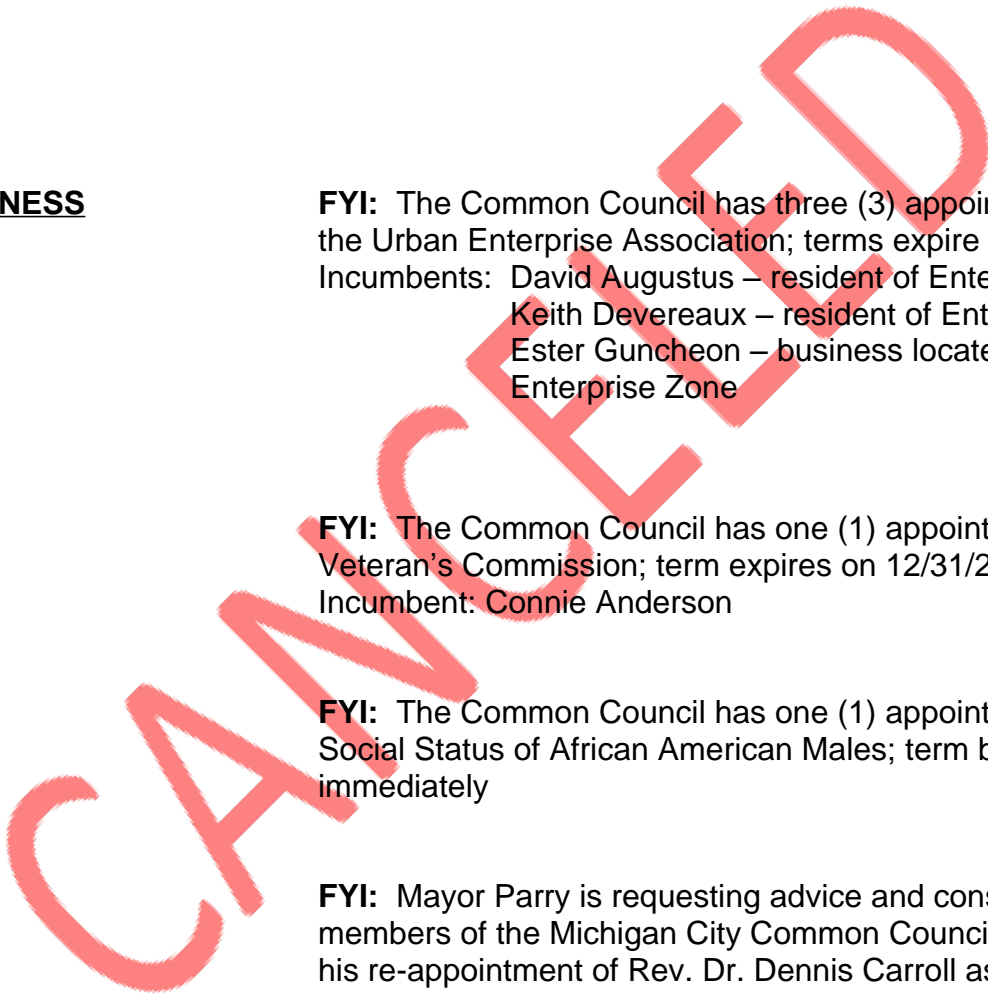 NESS
FYI: The Common Council has three (3) appoin
the Urban Enterprise Association; terms expire
Incumbents: David Augustus – resident of Ente
Keith Devereaux – resident of Ent
Ester Guncheon – business locate
Enterprise Zone
FYI: The Common Council has one (1) appoint
Veteran’s Commission; term expires on 12/31/2
Incumbent: Connie Anderson
FYI: The Common Council has one (1) appoint
Social Status of African American Males; term b
immediately
FYI: Mayor Parry is requesting advice and cons
members of the Michigan City Common Counci
his re-appointment of Rev. Dr. Dennis Carroll as
CANCELED